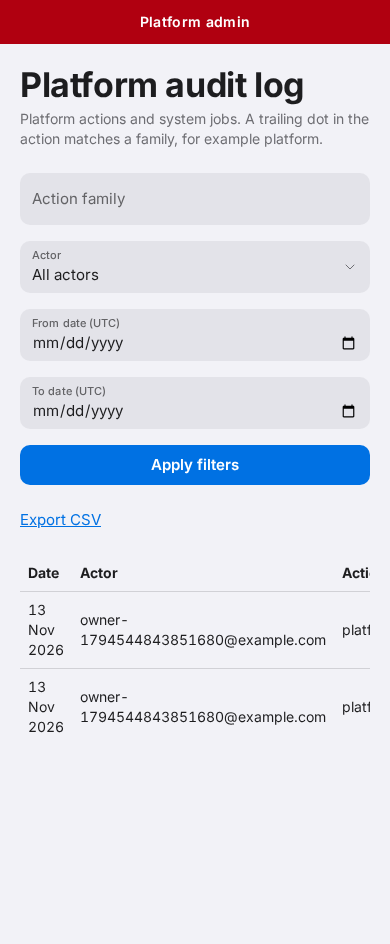 Platform admin
Platform audit log
Platform actions and system jobs. A trailing dot in the
action matches a family, for example platform.
Action family
Actor
All actors
From date (UTC)
mm/dd/yyyy
To date (UTC)
mm/dd/yyyy
Apply filters
Export CSV
Date Actor
13
Nov
2026
owner-
1794544843851680@example.com
13
Nov
2026
owner-
1794544843851680@example.com